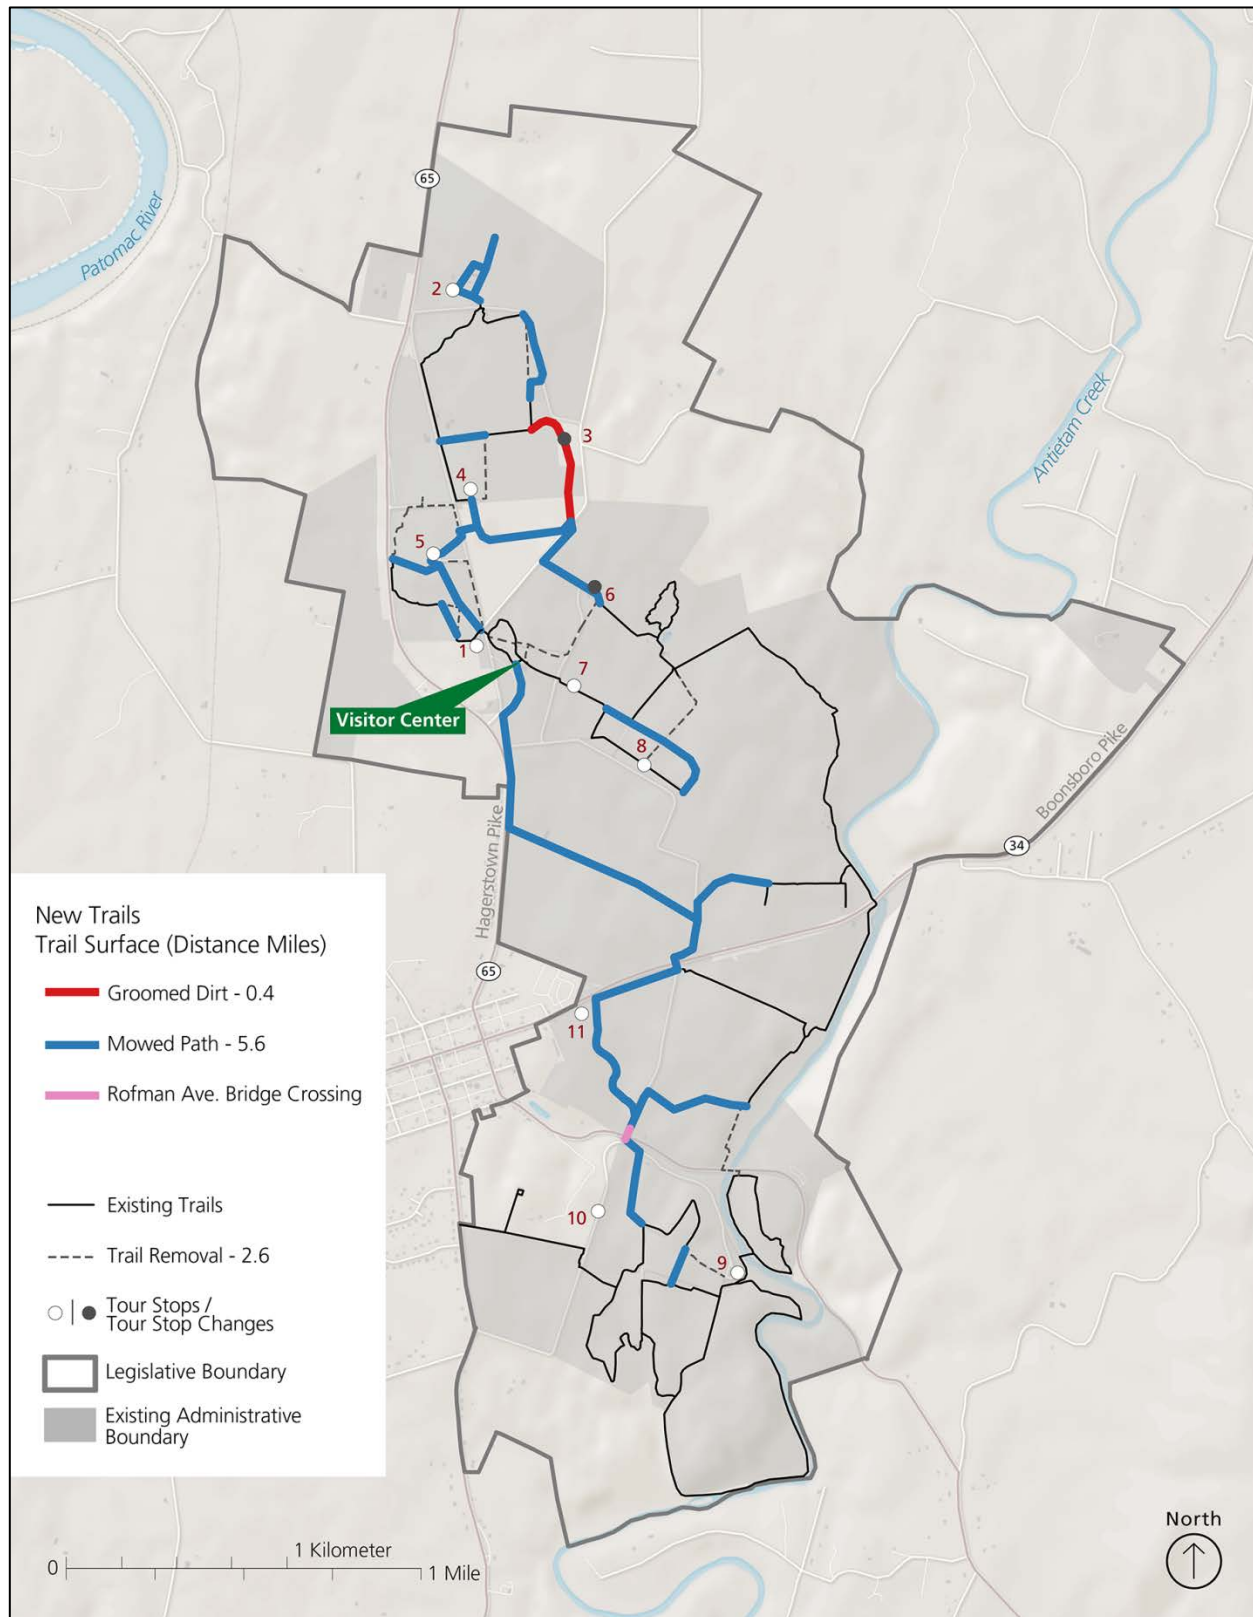 65
Patomac River
2
Antietam Creek
3
4
5
6
1
7
Visitor Center
8
Boonsboro Pike
Hagerstown Pike
34
New Trails
Trail Surface (Distance Miles)
Groomed Dirt - 0.4
65
Mowed Path - 5.6
11
Rofman Ave. Bridge Crossing
Existing Trails
10
Trail Removal - 2.6
9
Tour Stops /
Tour Stop Changes
Legislative Boundary
Existing Administrative
Boundary
North
1 Kilometer
0
1 Mile